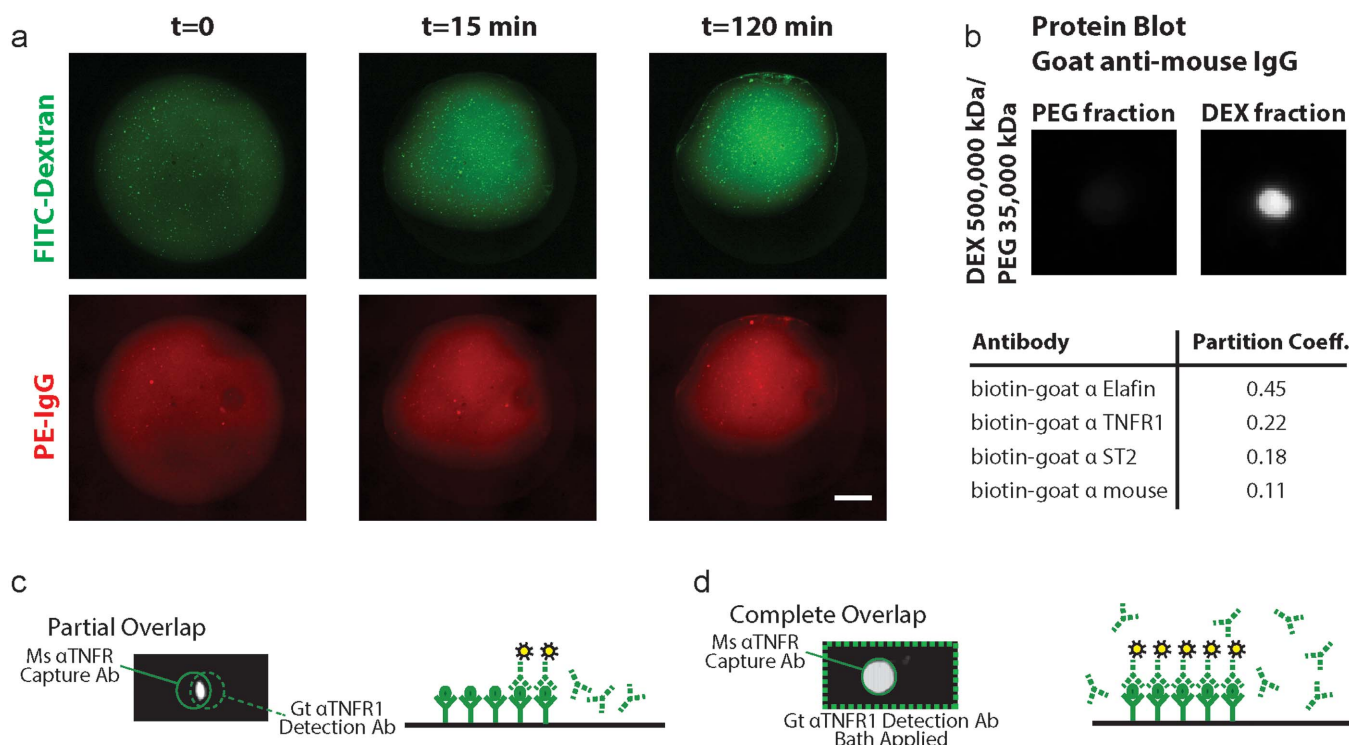 a
t=0
t=15 min
t=120 min
FITC-Dextran
PE-IgG
b
Protein Blot
Goat anti-mouse IgG
DEX 500,000 kDa/
PEG 35,000 kDa
PEG fraction
DEX fraction
Antibody Partition Coeff.
biotin-goat α Elafin 0.45
biotin-goat α TNFR1 0.22
biotin-goat α ST2 0.18
biotin-goat α mouse 0.11
c
Partial Overlap
Ms αTNFR
Capture Ab
Gt αTNFR1
Detection Ab
d
Complete Overlap
Ms αTNFR
Capture Ab
Gt αTNFR1 Detection Ab
Bath Applied